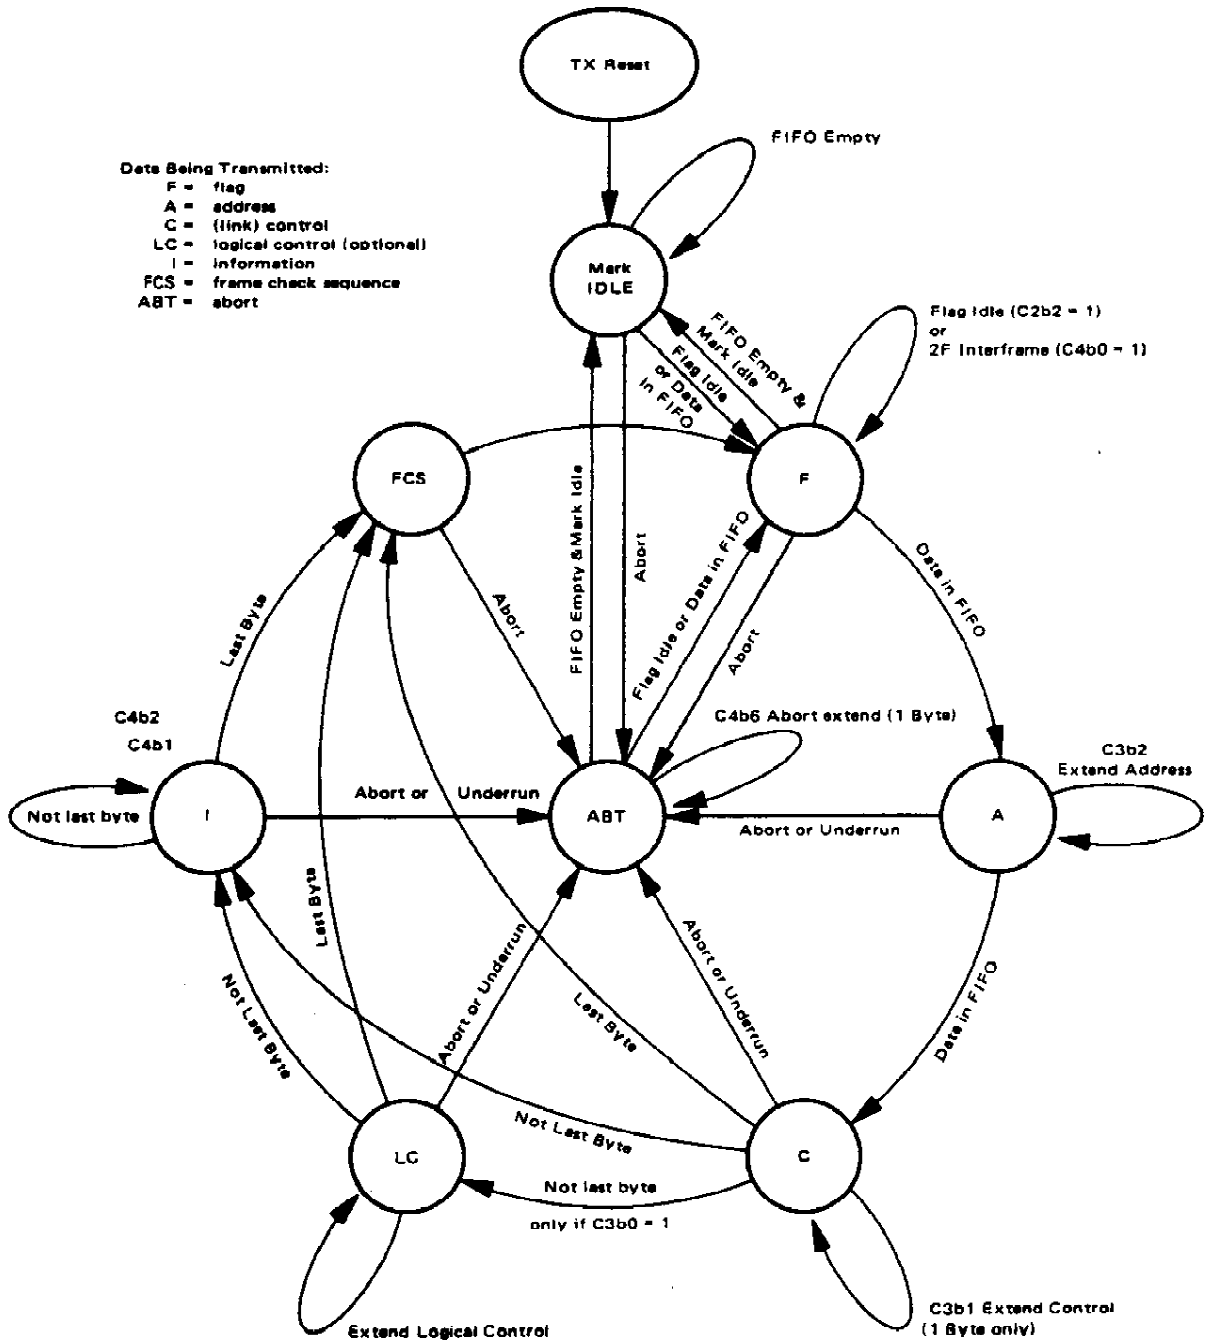 TX Reset
FIFO Empty
Data Being Transmitted:
F = flag
A = address
C = (link) control
LC = logical control (optional)
I = information
FCS = frame check sequence
ABT = abort
Mark
IDLE
FIFO Empty &
Mark Idle
Flag Idle
or Data
in FIFO
Flag Idle (C2b2 = 1)
or
2F Interframe (C4b0 = 1)
FCS
F
FIFO Empty &Mark Idle
Abort
Flag Idle or Data in FIFO
Abort
Data in FIFO
Abort
Last Byte
C4b2
C4b1
C4b6 Abort extend (1 Byte)
C3b2
Extend Address
Not last byte
I
Abort or Underrun
ABT
Abort or Underrun
A
Last Byte
Not Last Byte
Abort or Underrun
Last Byte
Abort or Underrun
Data in FIFO
Not Last Byte
LC
C
Not last byte
only if C3b0 = 1
Extend Logical Control
C3b1 Extend Control
(1 Byte only)